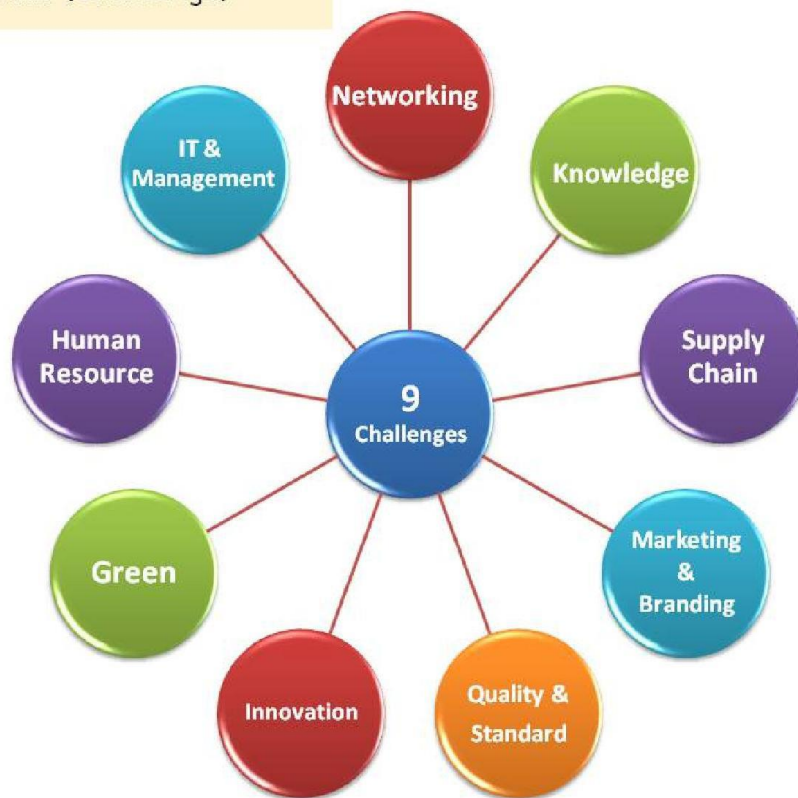 Networking
Knowledge
Supply
Chain
Marketing
&
Branding
Quality &
Standard
Innovation
Green
Human
Resource
IT &
Management
9
Challenges